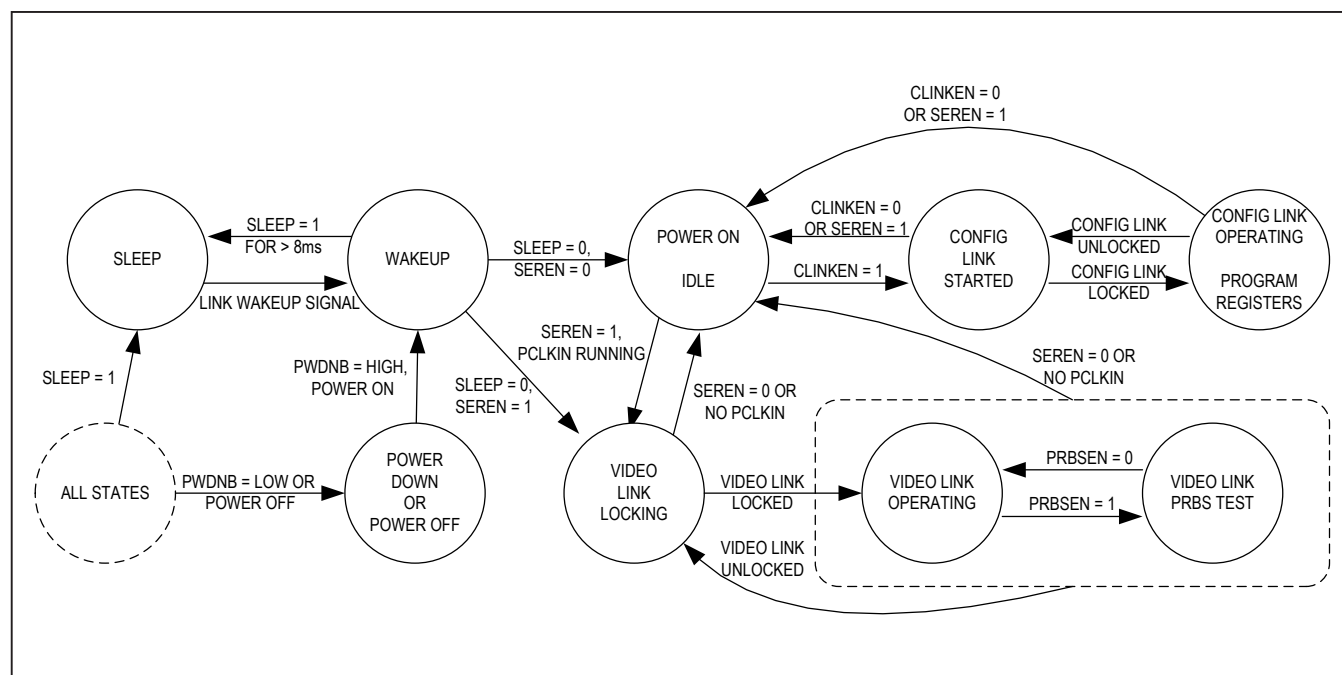 CLINKEN = 0
OR SEREN = 1
SLEEP = 1
FOR > 8ms
SLEEP
LINK WAKEUP SIGNAL
WAKEUP
SLEEP = 0,
SEREN = 0
POWER ON
IDLE
CLINKEN = 0
OR SEREN = 1
CLINKEN = 1
CONFIG
LINK
STARTED
CONFIG LINK
UNLOCKED
CONFIG LINK
LOCKED
CONFIG LINK
OPERATING
PROGRAM
REGISTERS
SLEEP = 1
PWDNB = HIGH,
POWER ON
SLEEP = 0,
SEREN = 1
SEREN = 1,
PCLKIN RUNNING
SEREN = 0 OR
NO PCLKIN
SEREN = 0 OR
NO PCLKIN
ALL STATES
PWDNB = LOW OR
POWER OFF
POWER
DOWN
OR
POWER OFF
VIDEO
LINK
LOCKING
VIDEO LINK
LOCKED
VIDEO LINK
OPERATING
PRBSEN = 0
PRBSEN = 1
VIDEO LINK
PRBS TEST
VIDEO LINK
UNLOCKED